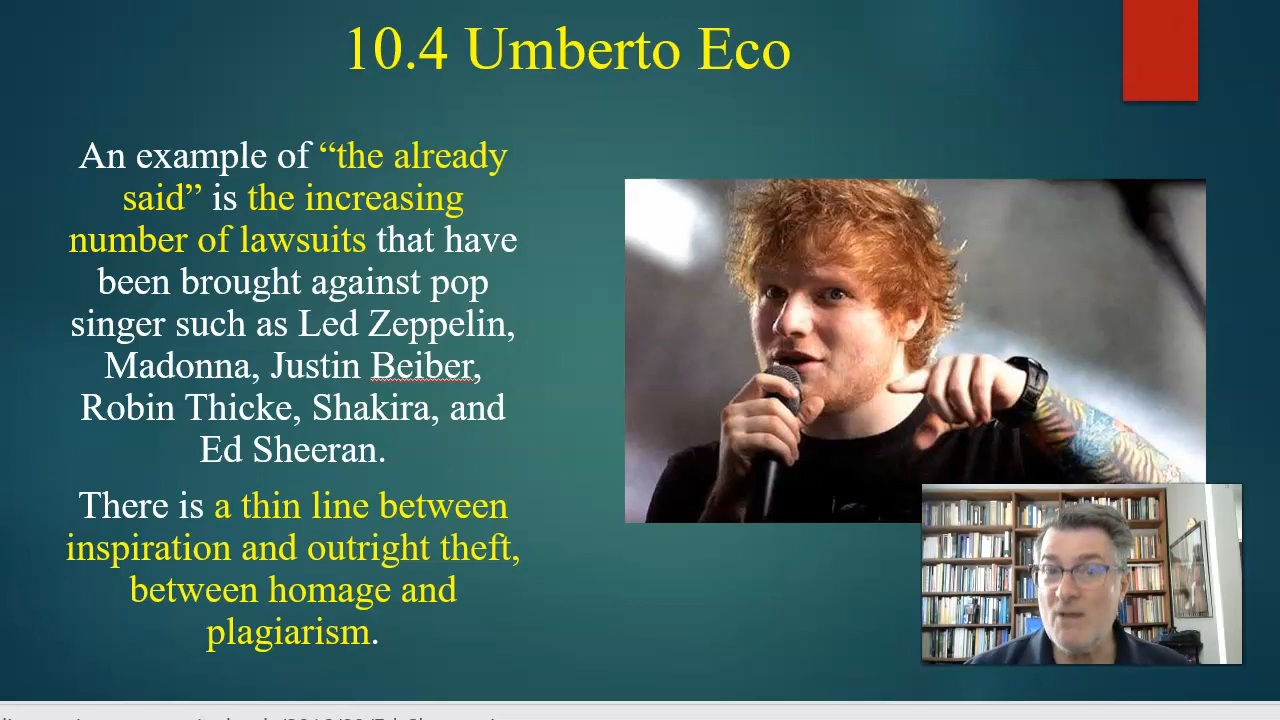 10.4 Umberto Eco
An example of “the already
said” is the increasing
number of lawsuits that have
been brought against pop
singer such as Led Zeppelin,
Madonna, Justin Beiber,
Robin Thicke, Shakira, and
Ed Sheeran.
There is a thin line between
inspiration and outright theft,
between homage and
plagiarism.